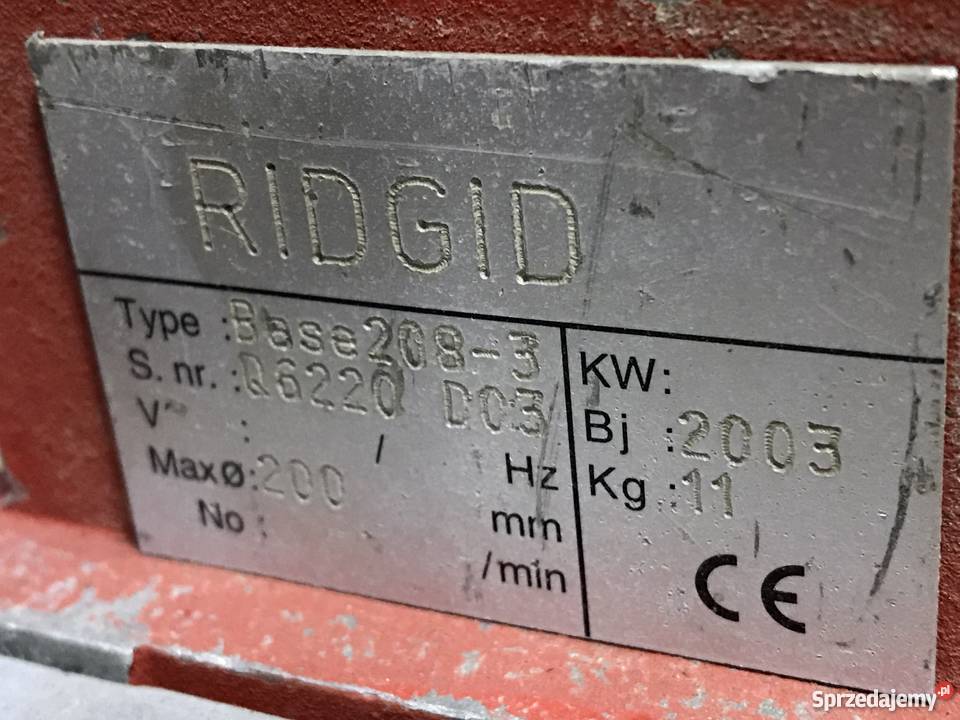 RIDGID
Type : Base208-3
S. nr. : Q6220 D03
V~ : / Hz
Maxø: 200 mm
No : /min
KW:
Bj : 2003
Kg : 11
CE
Sprzedajemy.pl